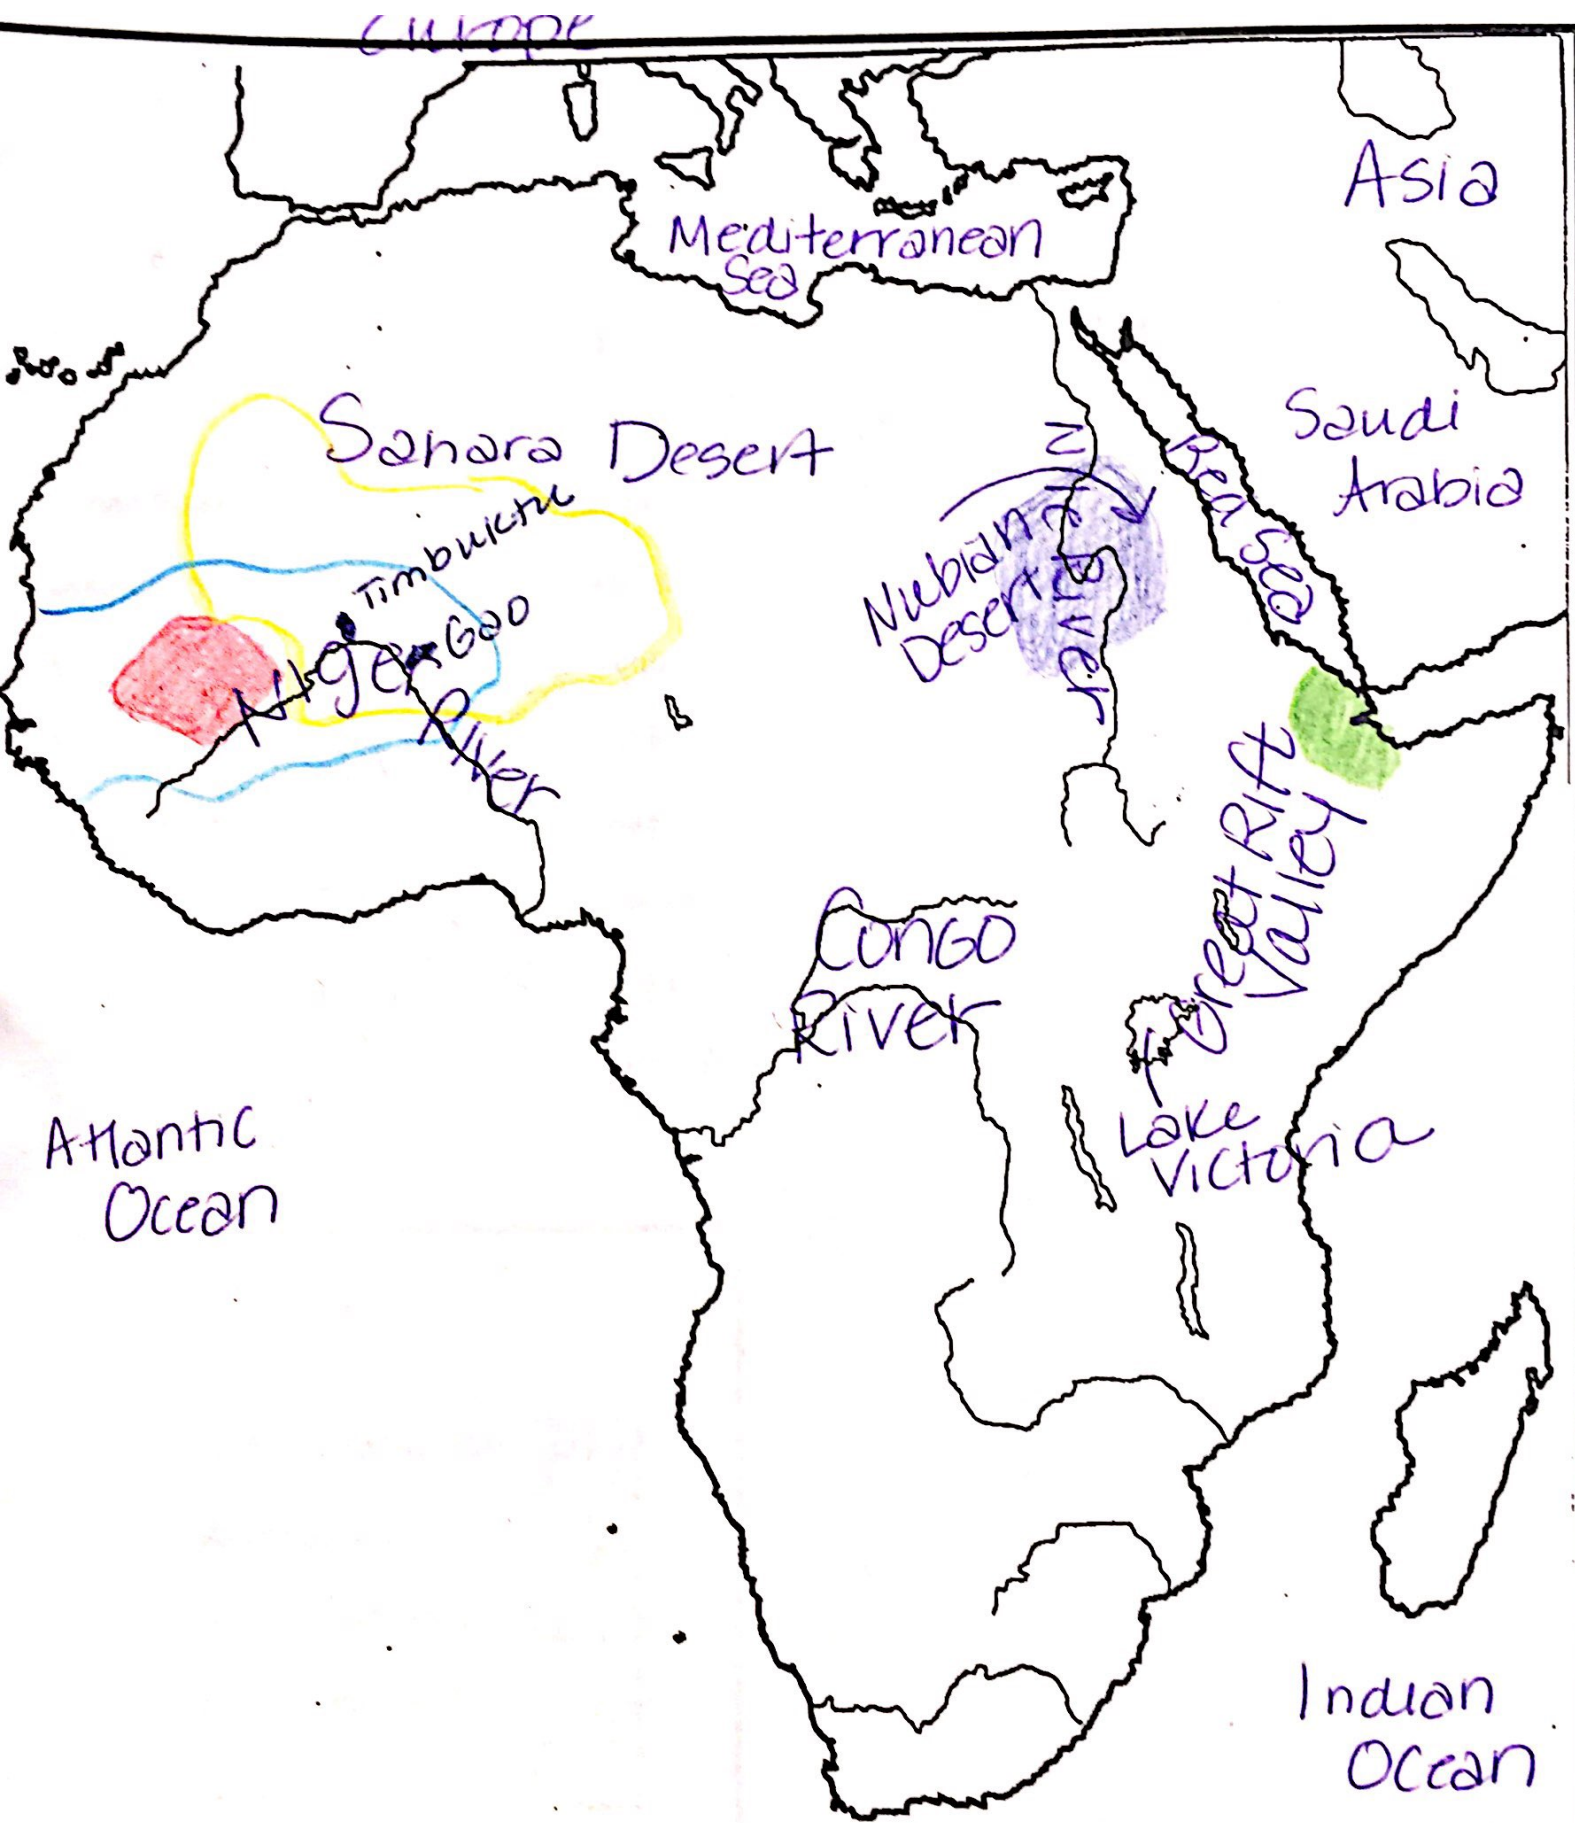 Europe
Asia
Mediterranean
Sea
Sahara Desert
Saudi
Arabia
Red Sea
Timbuktu
Nile River
Nubian
Desert
Gao
Niger
River
Great Rift
Valley
Congo
River
Lake
Victoria
Atlantic
Ocean
Indian
Ocean